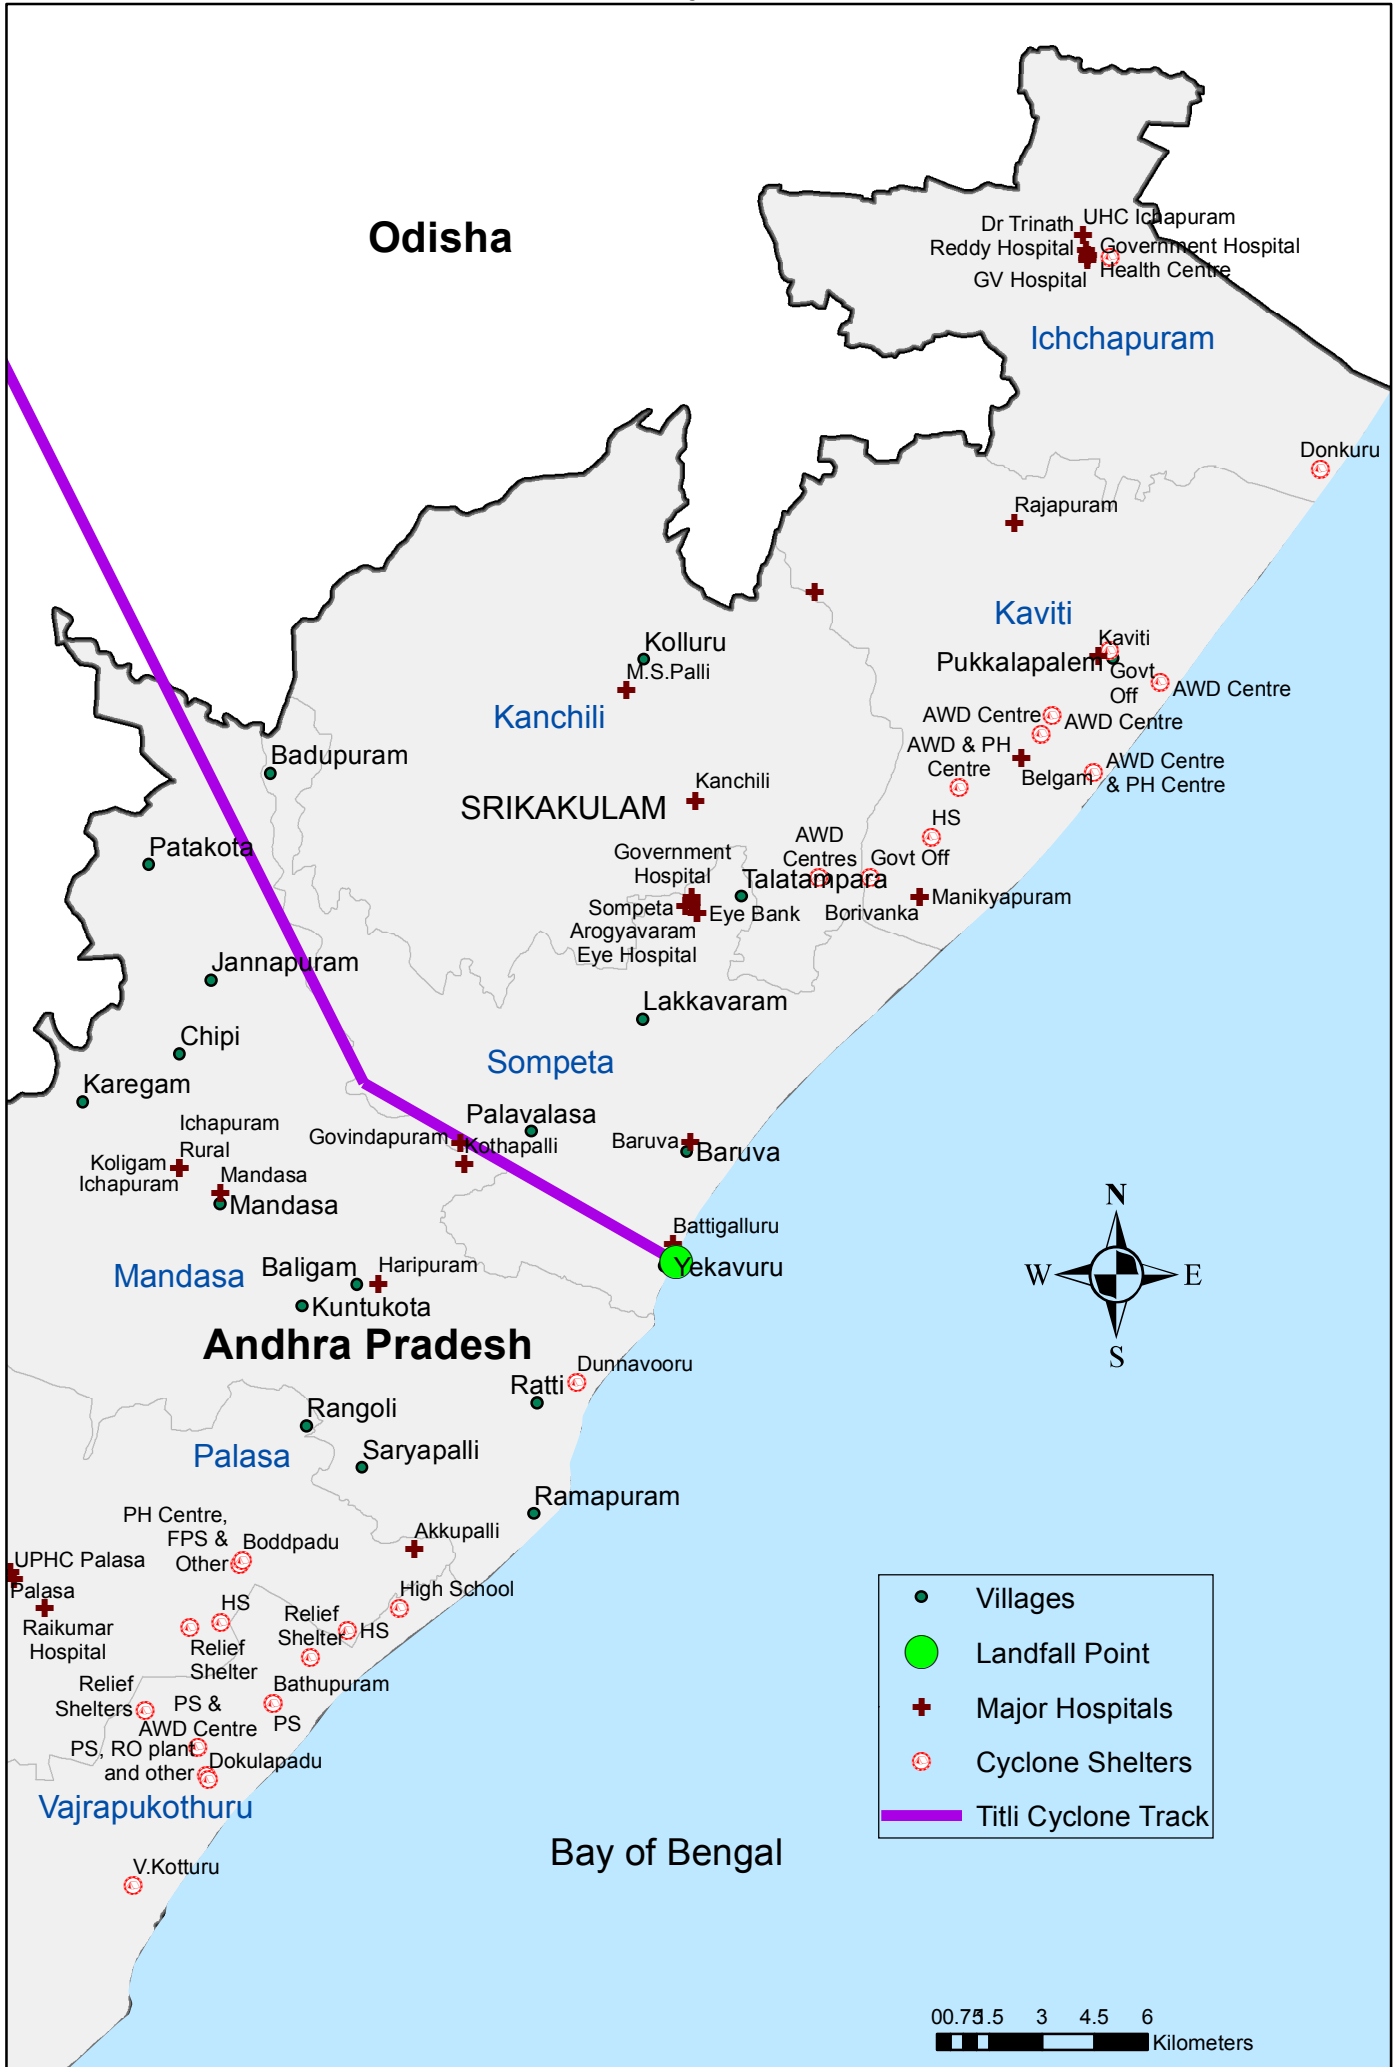 Odisha
Dr Trinath
Reddy Hospital
UHC Ichapuram
Government Hospital
Health Centre
GV Hospital
Ichchapuram
Donkuru
Rajapuram
Kaviti
Kaviti
Pukkalapalem
Govt
Off
AWD Centre
Kolluru
M.S.Palli
Kanchili
AWD Centre
AWD Centre
AWD & PH
Centre
Belgam
AWD Centre
& PH Centre
Badupuram
Kanchili
SRIKAKULAM
HS
Patakota
Government
Hospital
AWD
Centres
Govt Off
Talatampara
Sompeta
Eye Bank
Borivanka
Manikyapuram
Arogyavaram
Eye Hospital
Jannapuram
Lakkavaram
Chipi
Sompeta
Karegam
Palavalasa
Ichapuram
Rural
Govindapuram
Kothapalli
Baruva
Baruva
Koligam
Ichapuram
Mandasa
Mandasa
Battigalluru
Yekavuru
Mandasa
Baligam
Haripuram
Kuntukota
Andhra Pradesh
Dunnavooru
Ratti
Rangoli
Palasa
Saryapalli
Ramapuram
PH Centre,
FPS &
Other
Boddpadu
Akkupalli
UPHC Palasa
Palasa
Raikumar
Hospital
HS
Relief
Shelter
Relief
Shelter
HS
High School
Relief
Shelters
Bathupuram
PS
PS &
AWD Centre
PS, RO plant
and other
Dokulapadu
Vajrapukothuru
V.Kotturu
Bay of Bengal
N
W
E
S
Villages
Landfall Point
Major Hospitals
Cyclone Shelters
Titli Cyclone Track
0 0.75 1.5 3 4.5 6
Kilometers